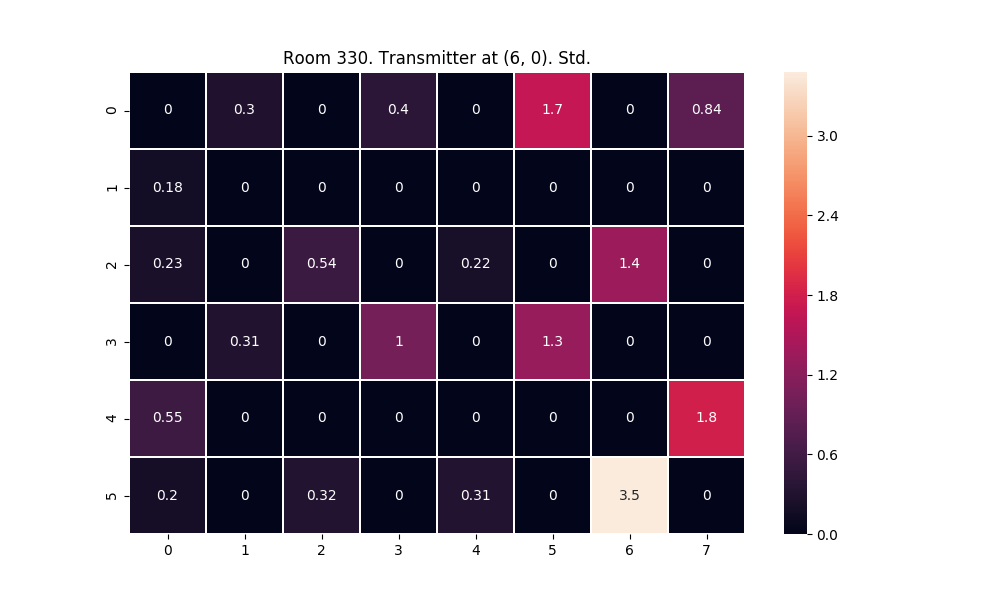 Room 330. Transmitter at (6, 0). Std.
0 0 0.3 0 0.4 0 1.7 0 0.84
1 0.18 0 0 0 0 0 0 0
2 0.23 0 0.54 0 0.22 0 1.4 0
3 0 0.31 0 1 0 1.3 0 0
4 0.55 0 0 0 0 0 0 1.8
5 0.2 0 0.32 0 0.31 0 3.5 0
0 1 2 3 4 5 6 7
3.0
2.4
1.8
1.2
0.6
0.0